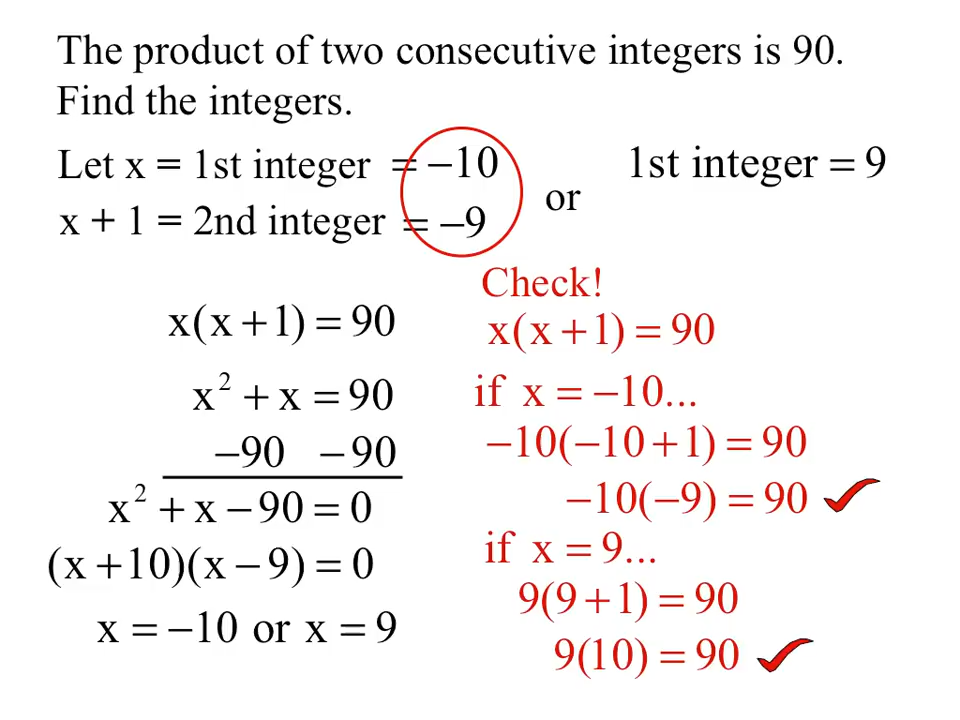 The product of two consecutive integers is 90.
Find the integers.
Let x = 1st integer = −10
x + 1 = 2nd integer = −9
or
1st integer = 9
x(x + 1) = 90
x² + x = 90
−90 −90
x² + x − 90 = 0
(x + 10)(x − 9) = 0
x = −10 or x = 9
Check!
x(x + 1) = 90
if x = −10...
−10(−10 + 1) = 90
−10(−9) = 90 ✓
if x = 9...
9(9 + 1) = 90
9(10) = 90 ✓